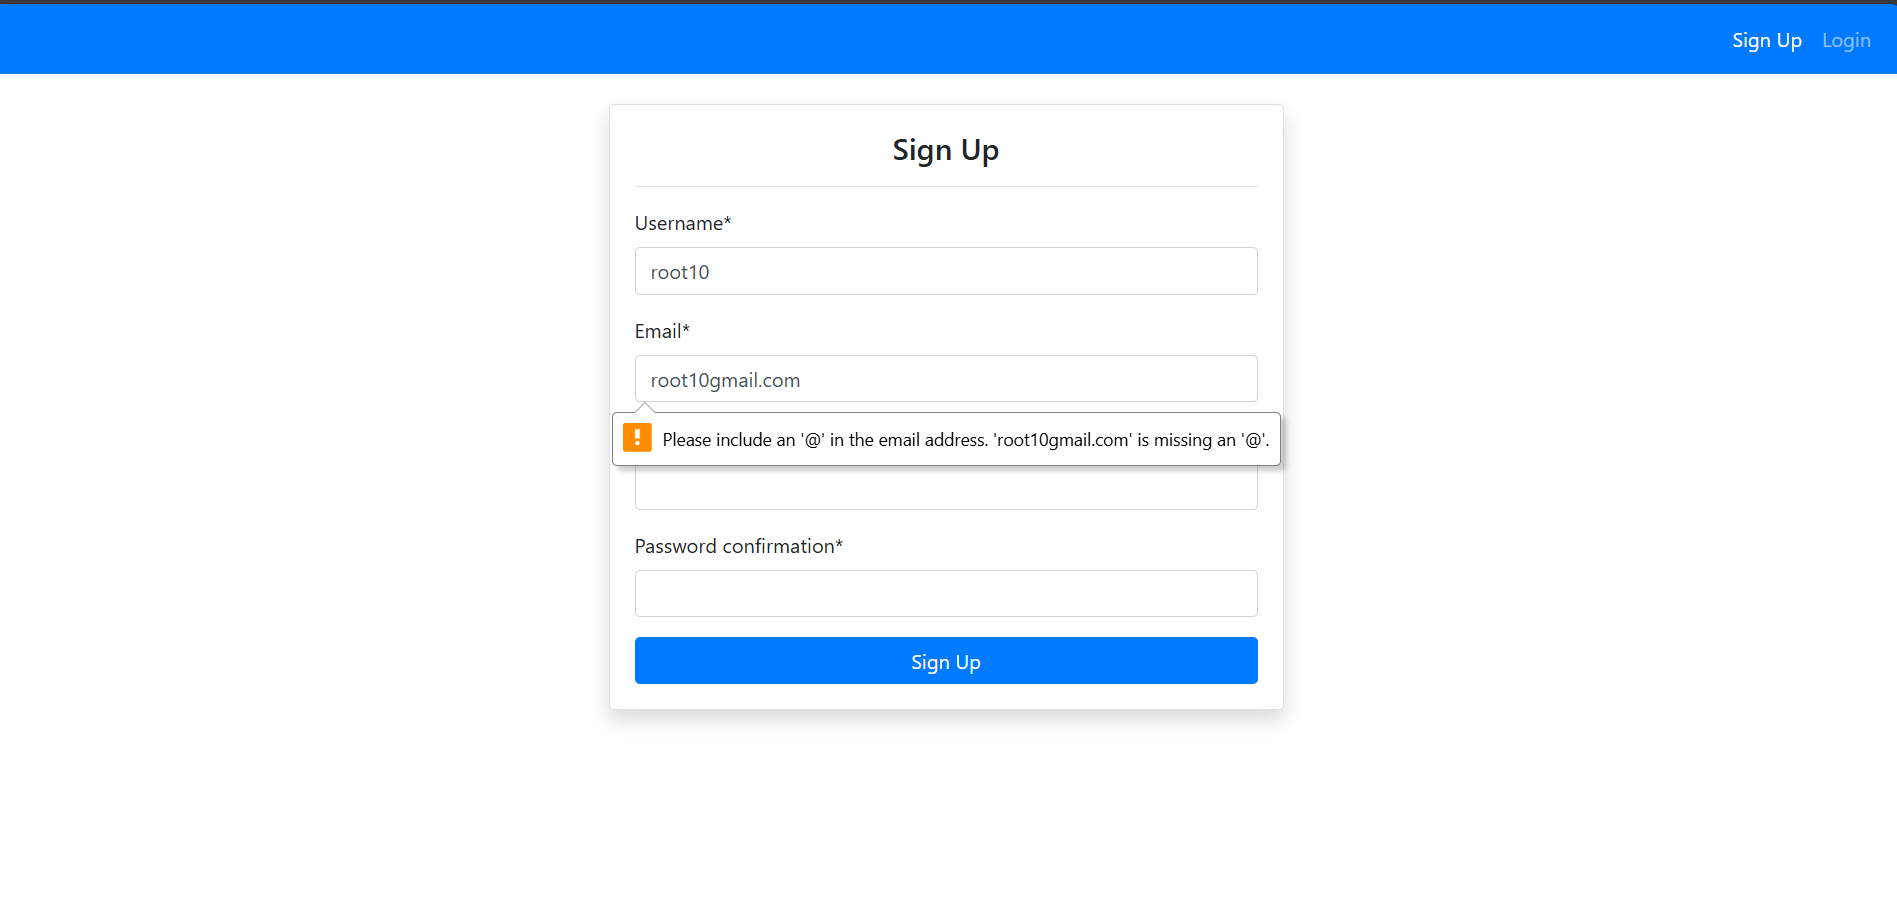 Sign Up Login
Sign Up
Username*
root10
Email*
root10gmail.com
Please include an '@' in the email address. 'root10gmail.com' is missing an '@'.
Password confirmation*
Sign Up